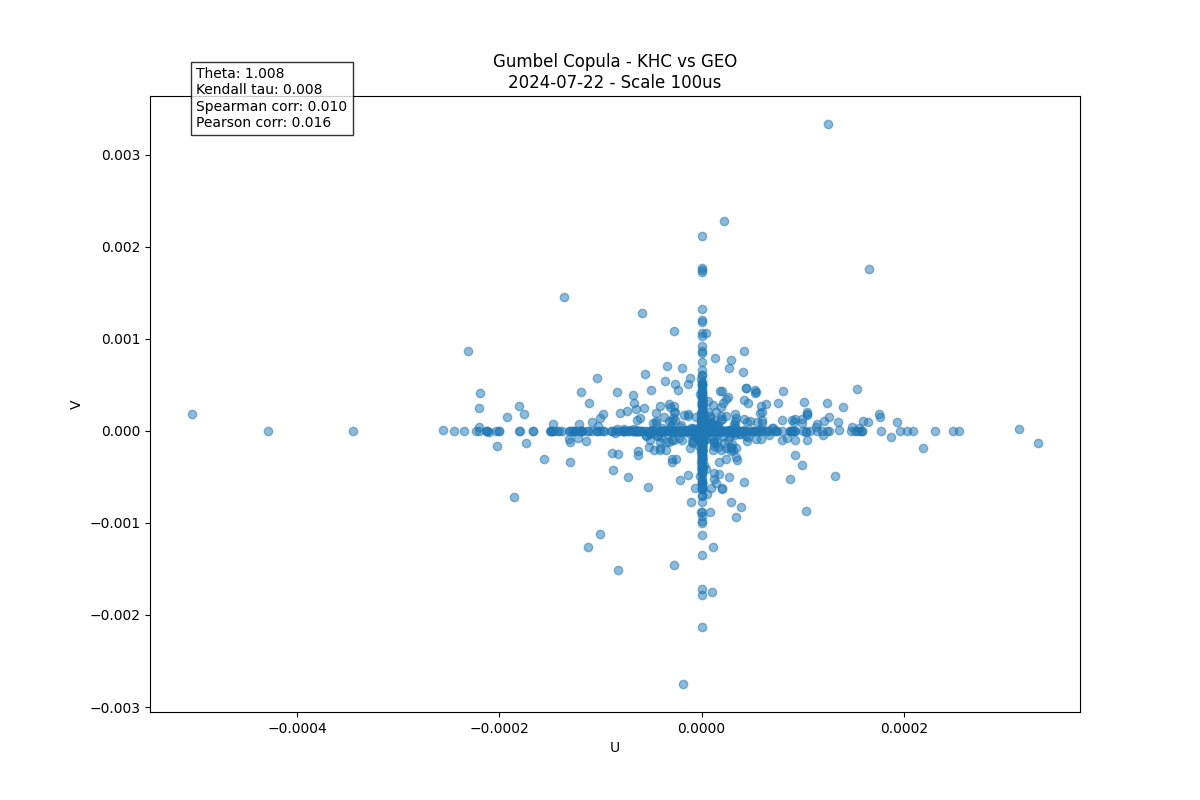 Gumbel Copula - KHC vs GEO
2024-07-22 - Scale 100us
Theta: 1.008
Kendall tau: 0.008
Spearman corr: 0.010
Pearson corr: 0.016
V
0.003
0.002
0.001
0.000
−0.001
−0.002
−0.003
−0.0004 −0.0002 0.0000 0.0002
U